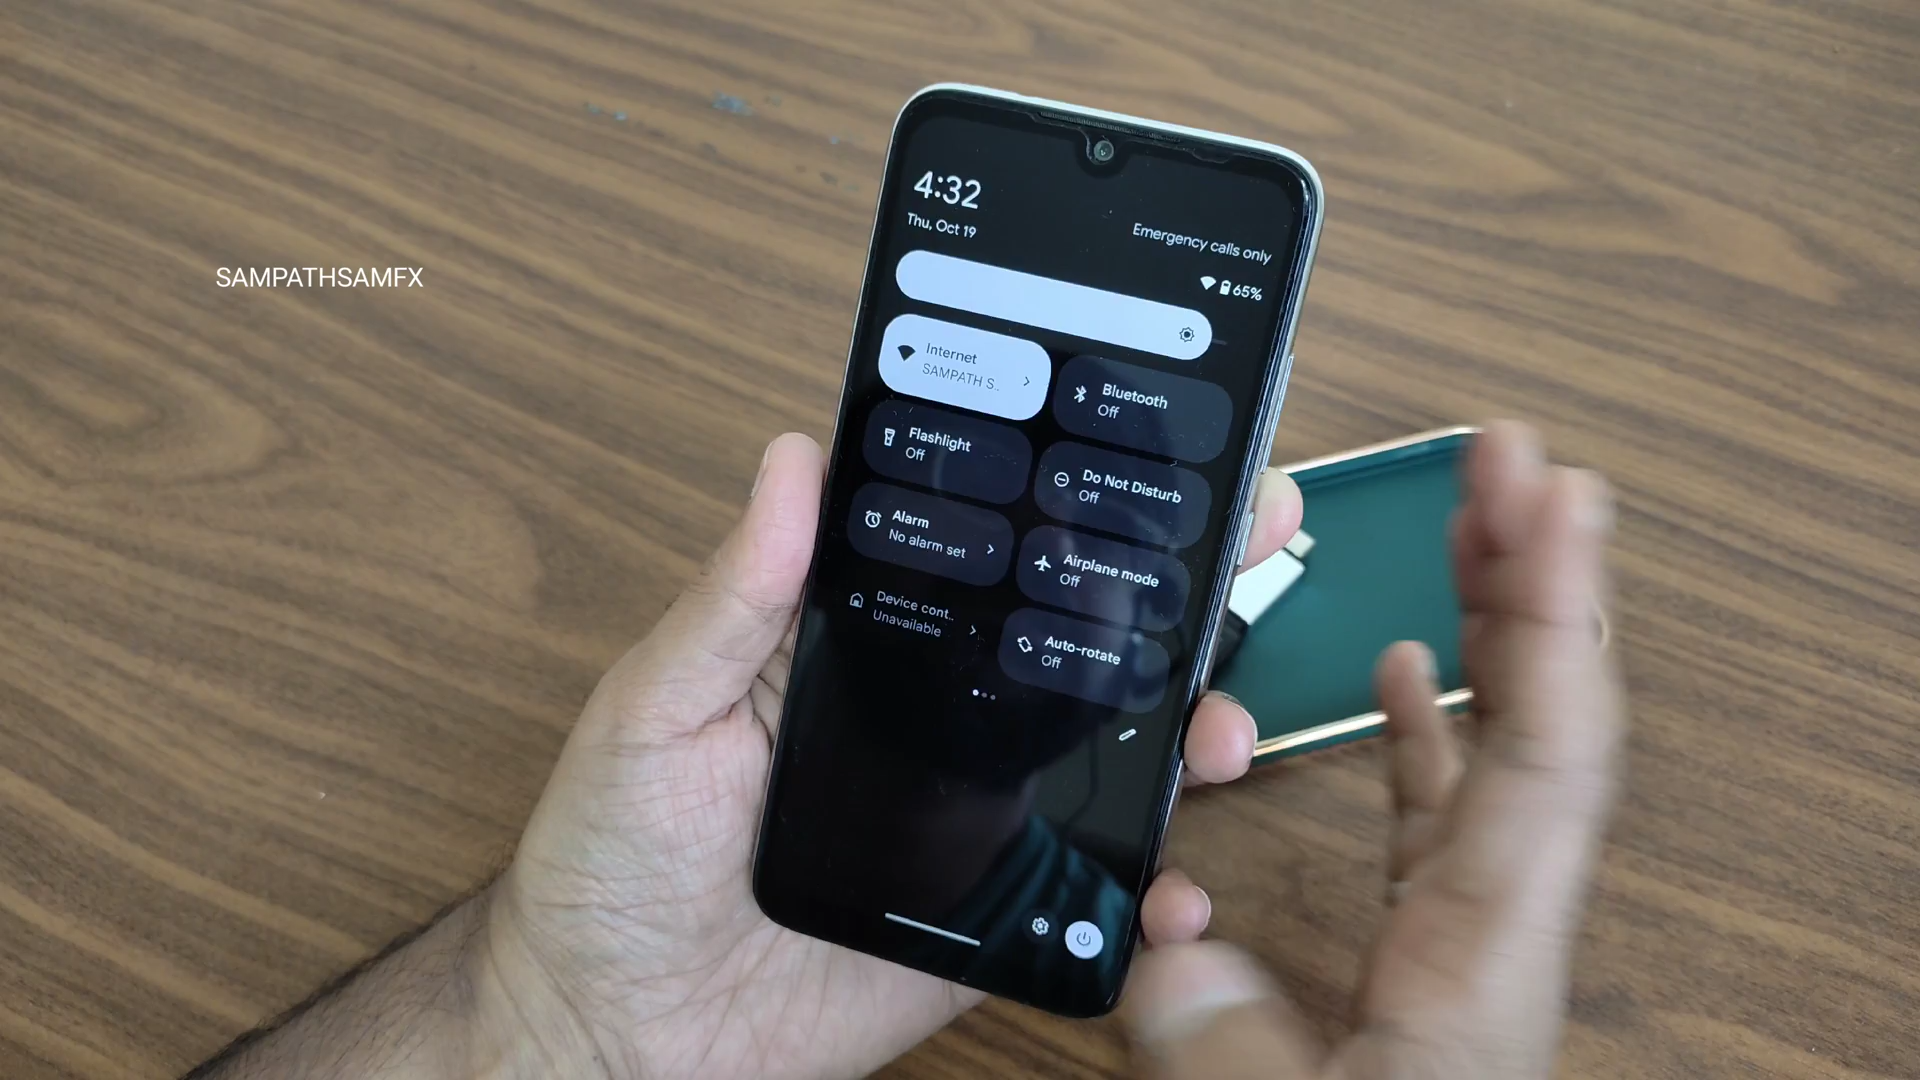 SAMPATHSAMFX
4:32
Thu, Oct 19
Emergency calls only
65%
Internet
SAMPATH S..
Bluetooth
Off
Flashlight
Off
Do Not Disturb
Off
Alarm
No alarm set
Airplane mode
Off
Device cont..
Unavailable
Auto-rotate
Off